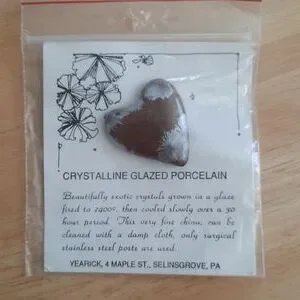 CRYSTALLINE GLAZED PORCELAIN
Beautifully exotic crystals grown in a glaze
fired to 2400°, then cooled slowly over a
hour period. This very fine china, can be
cleaned with a damp cloth, only surgical
stainless steel posts are used.
YEARICK, 4 MAPLE ST., SELINSGROVE, PA